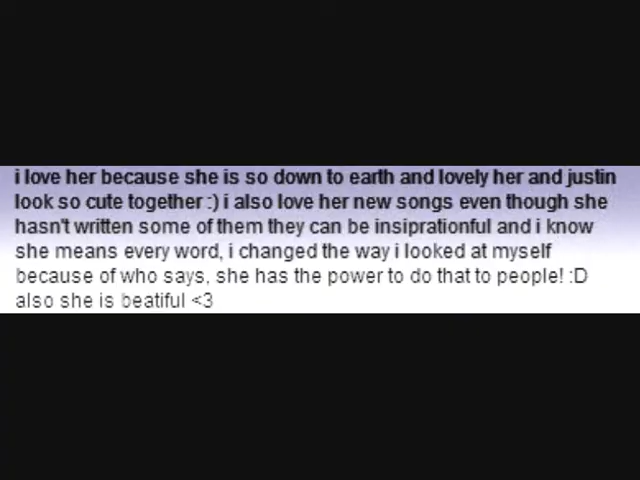 i love her because she is so down to earth and lovely her and justin
look so cute together :) i also love her new songs even though she
hasn't written some of them they can be insiprationful and i know
she means every word, i changed the way i looked at myself
because of who says, she has the power to do that to people! :D
also she is beatiful <3